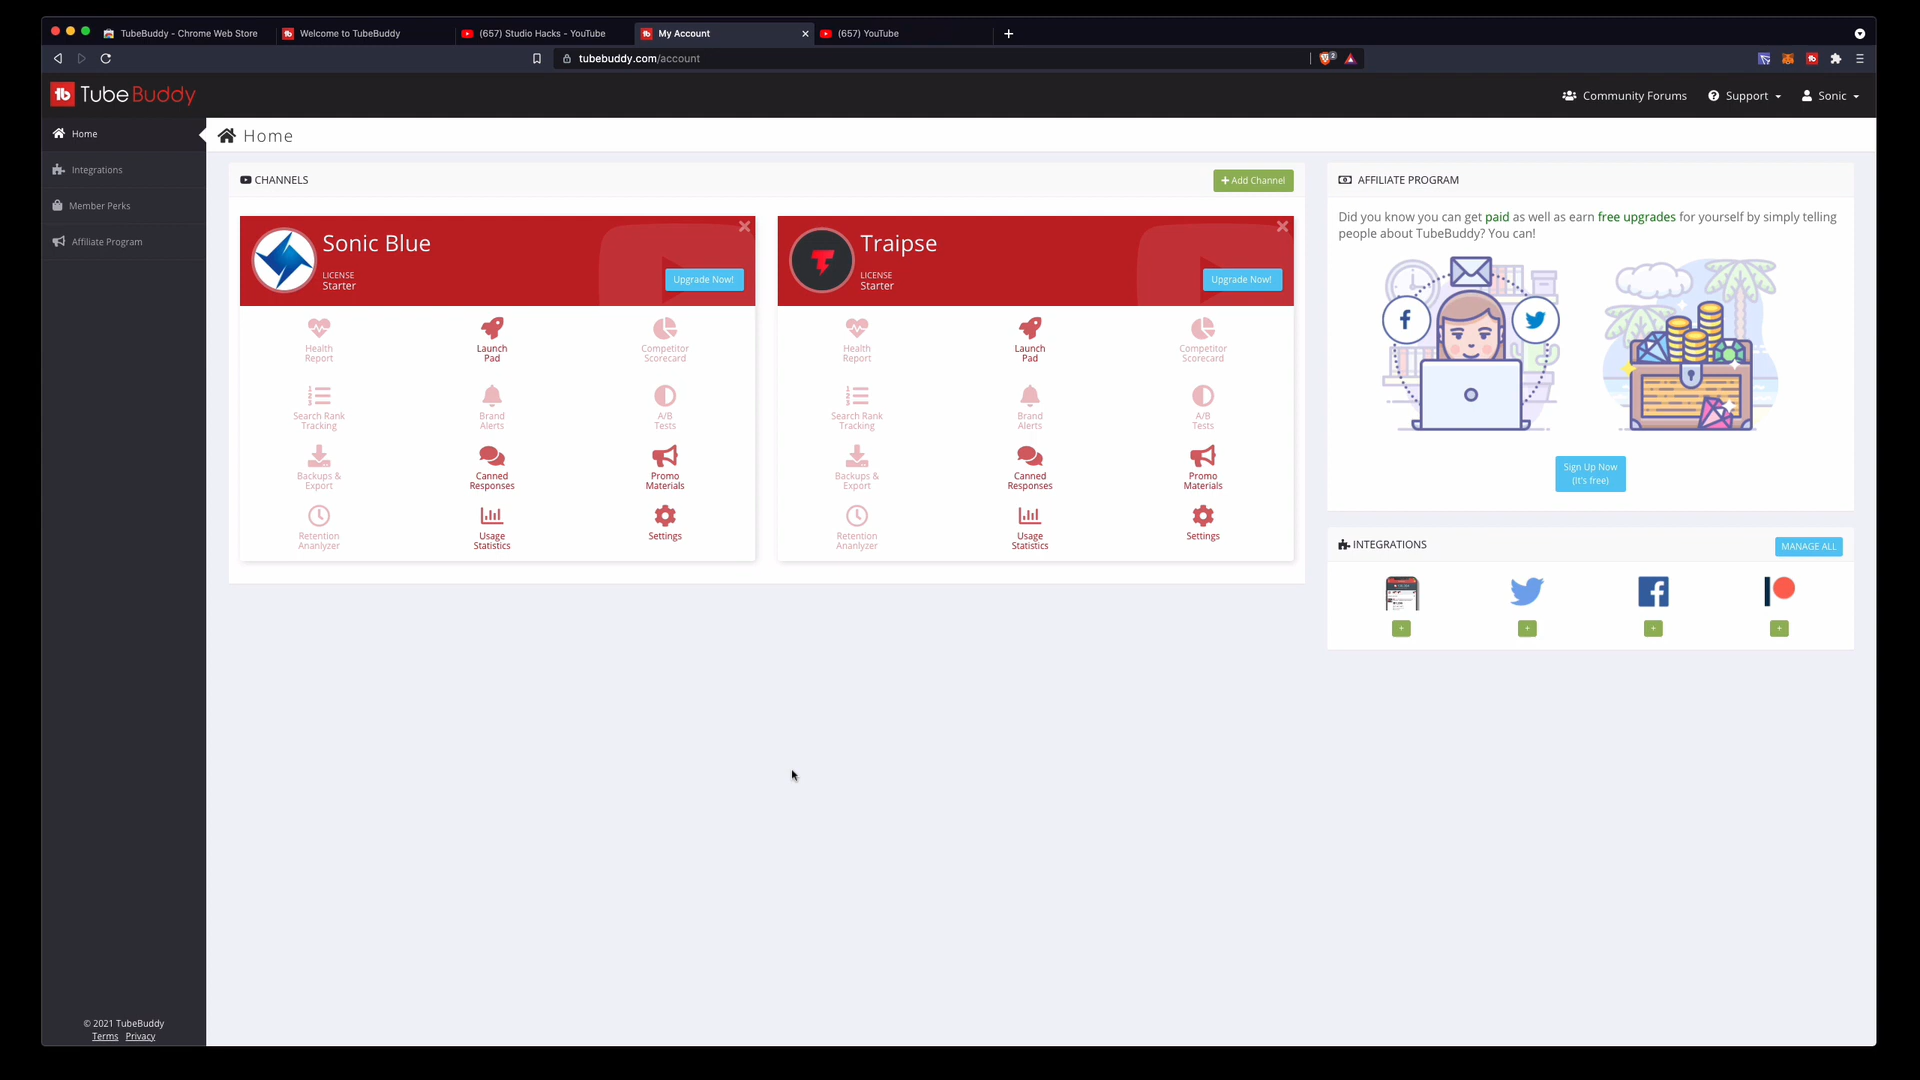 TubeBuddy - Chrome Web Store
Welcome to TubeBuddy
(657) Studio Hacks - YouTube
My Account
(657) YouTube
tubebuddy.com/account
2
tb
tb TubeBuddy
Community Forums
Support
Sonic
Home
Integrations
Member Perks
Affiliate Program
© 2021 TubeBuddy
Terms Privacy
Home
CHANNELS
+ Add Channel
Sonic Blue
LICENSE
Starter
Upgrade Now!
Health
Report
Launch
Pad
Competitor
Scorecard
Search Rank
Tracking
Brand
Alerts
A/B
Tests
Backups &
Export
Canned
Responses
Promo
Materials
Retention
Ananlyzer
Usage
Statistics
Settings
Traipse
LICENSE
Starter
Upgrade Now!
Health
Report
Launch
Pad
Competitor
Scorecard
Search Rank
Tracking
Brand
Alerts
A/B
Tests
Backups &
Export
Canned
Responses
Promo
Materials
Retention
Ananlyzer
Usage
Statistics
Settings
AFFILIATE PROGRAM
Did you know you can get paid as well as earn free upgrades for yourself by simply telling
people about TubeBuddy? You can!
Sign Up Now
(It's free)
INTEGRATIONS
MANAGE ALL